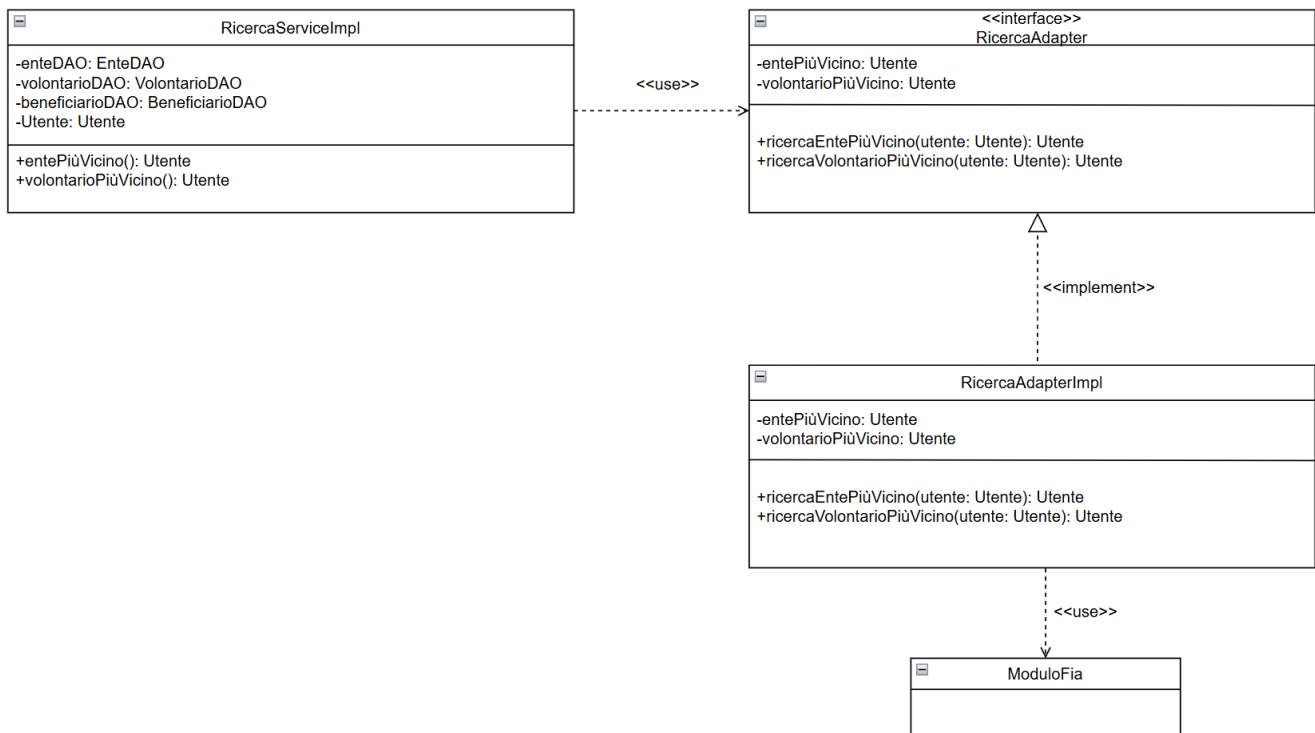 RicercaServiceImpl
-enteDAO: EnteDAO
-volontarioDAO: VolontarioDAO
-beneficiarioDAO: BeneficiarioDAO
-Utente: Utente
+entePiùVicino(): Utente
+volontarioPiùVicino(): Utente
<<use>>
<<interface>>
RicercaAdapter
-entePiùVicino: Utente
-volontarioPiùVicino: Utente
+ricercaEntePiùVicino(utente: Utente): Utente
+ricercaVolontarioPiùVicino(utente: Utente): Utente
<<implement>>
RicercaAdapterImpl
-entePiùVicino: Utente
-volontarioPiùVicino: Utente
+ricercaEntePiùVicino(utente: Utente): Utente
+ricercaVolontarioPiùVicino(utente: Utente): Utente
<<use>>
ModuloFia